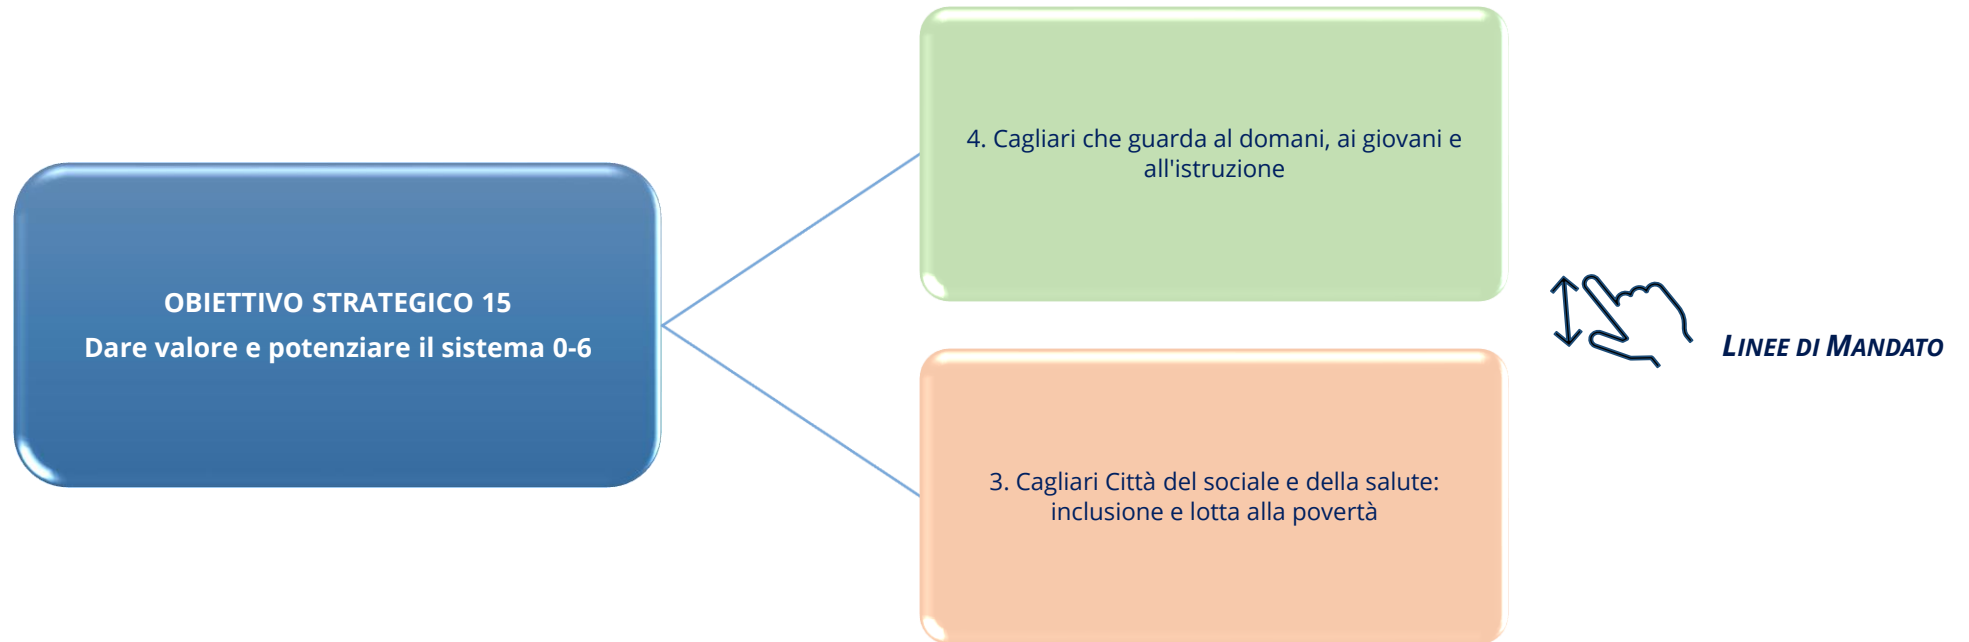 OBIETTIVO STRATEGICO 15
Dare valore e potenziare il sistema 0-6
4. Cagliari che guarda al domani, ai giovani e
all'istruzione
3. Cagliari Città del sociale e della salute:
inclusione e lotta alla povertà
LINEE DI MANDATO